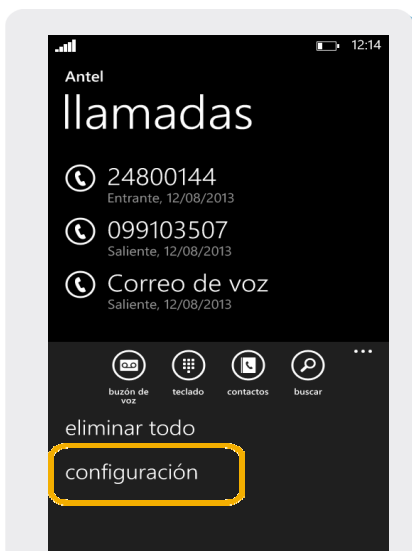 12:14
Antel
llamadas
24800144
Entrante, 12/08/2013
099103507
Saliente, 12/08/2013
Correo de voz
Saliente, 12/08/2013
...
buzón de voz
teclado
contactos
buscar
eliminar todo
configuración